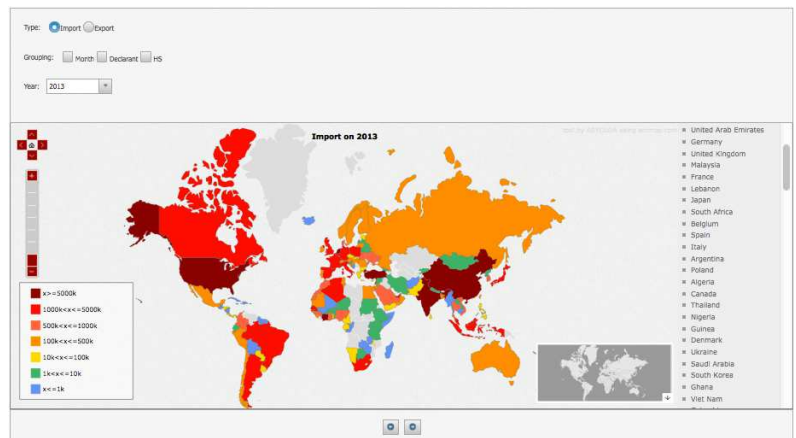 Type: Import Export
Grouping: Month Declarant HS
Year: 2013
Import on 2013
x>=5000k
1000k<x<=5000k
500k<x<=1000k
100k<x<=500k
10k<x<=100k
1k<x<=10k
x<=1k
United Arab Emirates
Germany
United Kingdom
Malaysia
France
Lebanon
Japan
South Africa
Belgium
Spain
Italy
Argentina
Poland
Algeria
Canada
Thailand
Nigeria
Guinea
Denmark
Ukraine
Saudi Arabia
South Korea
Ghana
Viet Nam